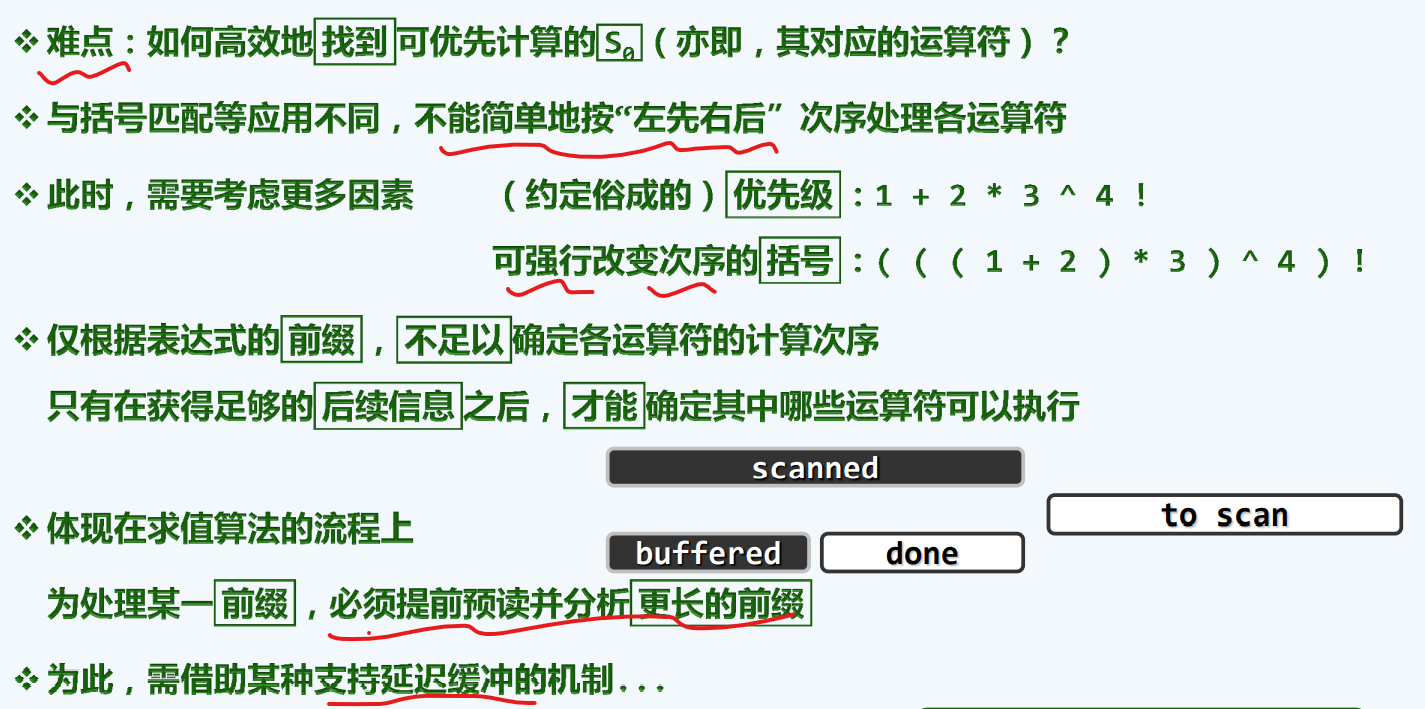 ❖ 难点：如何高效地找到可优先计算的S₀（亦即，其对应的运算符）？
❖ 与括号匹配等应用不同，不能简单地按“左先右后” 次序处理各运算符
❖ 此时，需要考虑更多因素 （约定俗成的）优先级：1 + 2 * 3 ^ 4 !
可强行改变次序的括号：( ( ( 1 + 2 ) * 3 ) ^ 4 ) !
❖ 仅根据表达式的前缀，不足以确定各运算符的计算次序
只有在获得足够的后续信息之后，才能确定其中哪些运算符可以执行
scanned
to scan
❖ 体现在求值算法的流程上
buffered done
为处理某一前缀，必须提前预读并分析更长的前缀
❖ 为此，需借助某种支持延迟缓冲的机制...